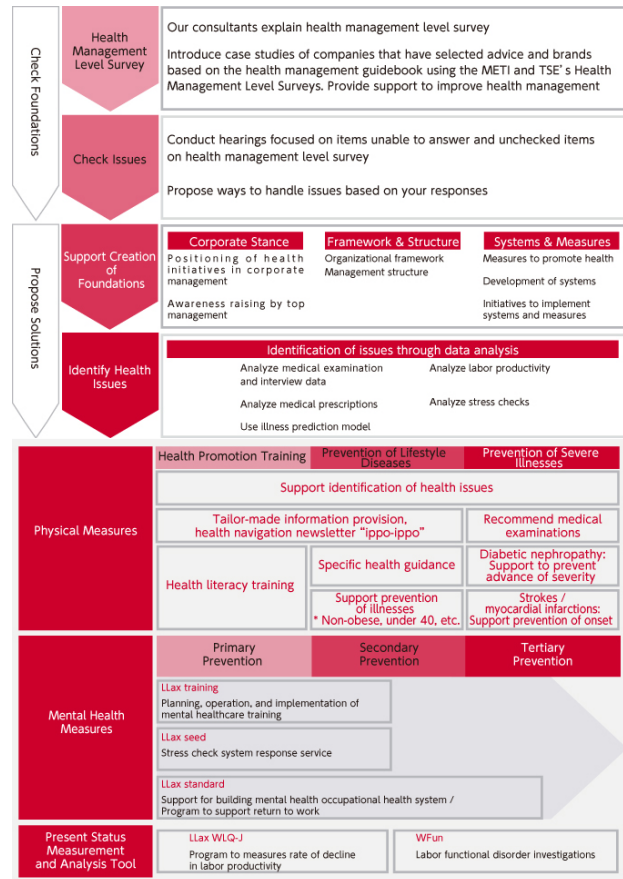 Check Foundations
Health
Management
Level Survey
Our consultants explain health management level survey
Introduce case studies of companies that have selected advice and brands
based on the health management guidebook using the METI and TSE's Health
Management Level Surveys. Provide support to improve health management
Check Issues
Conduct hearings focused on items unable to answer and unchecked items
on health management level survey
Propose ways to handle issues based on your responses
Propose Solutions
Support Creation
of
Foundations
Corporate Stance
Positioning of health
initiatives in corporate
management
Awareness raising by top
management
Framework & Structure
Organizational framework
Management structure
Systems & Measures
Measures to promote health
Development of systems
Initiatives to implement
systems and measures
Identify Health
Issues
Identification of issues through data analysis
Analyze medical examination
and interview data
Analyze medical prescriptions
Use illness prediction model
Analyze labor productivity
Analyze stress checks
Physical Measures
Health Promotion Training
Prevention of Lifestyle
Diseases
Prevention of Severe
Illnesses
Support identification of health issues
Tailor-made information provision,
health navigation newsletter "ippo-ippo"
Recommend medical
examinations
Health literacy training
Specific health guidance
Diabetic nephropathy:
Support to prevent
advance of severity
Support prevention
of illnesses
* Non-obese, under 40, etc.
Strokes /
myocardial infarctions:
Support prevention of onset
Mental Health
Measures
Primary
Prevention
Secondary
Prevention
Tertiary
Prevention
LLax training
Planning, operation, and implementation of
mental healthcare training
LLax seed
Stress check system response service
LLax standard
Support for building mental health occupational health system /
Program to support return to work
Present Status
Measurement
and Analysis Tool
LLax WLQ-J
Program to measures rate of decline
in labor productivity
WFun
Labor functional disorder investigations